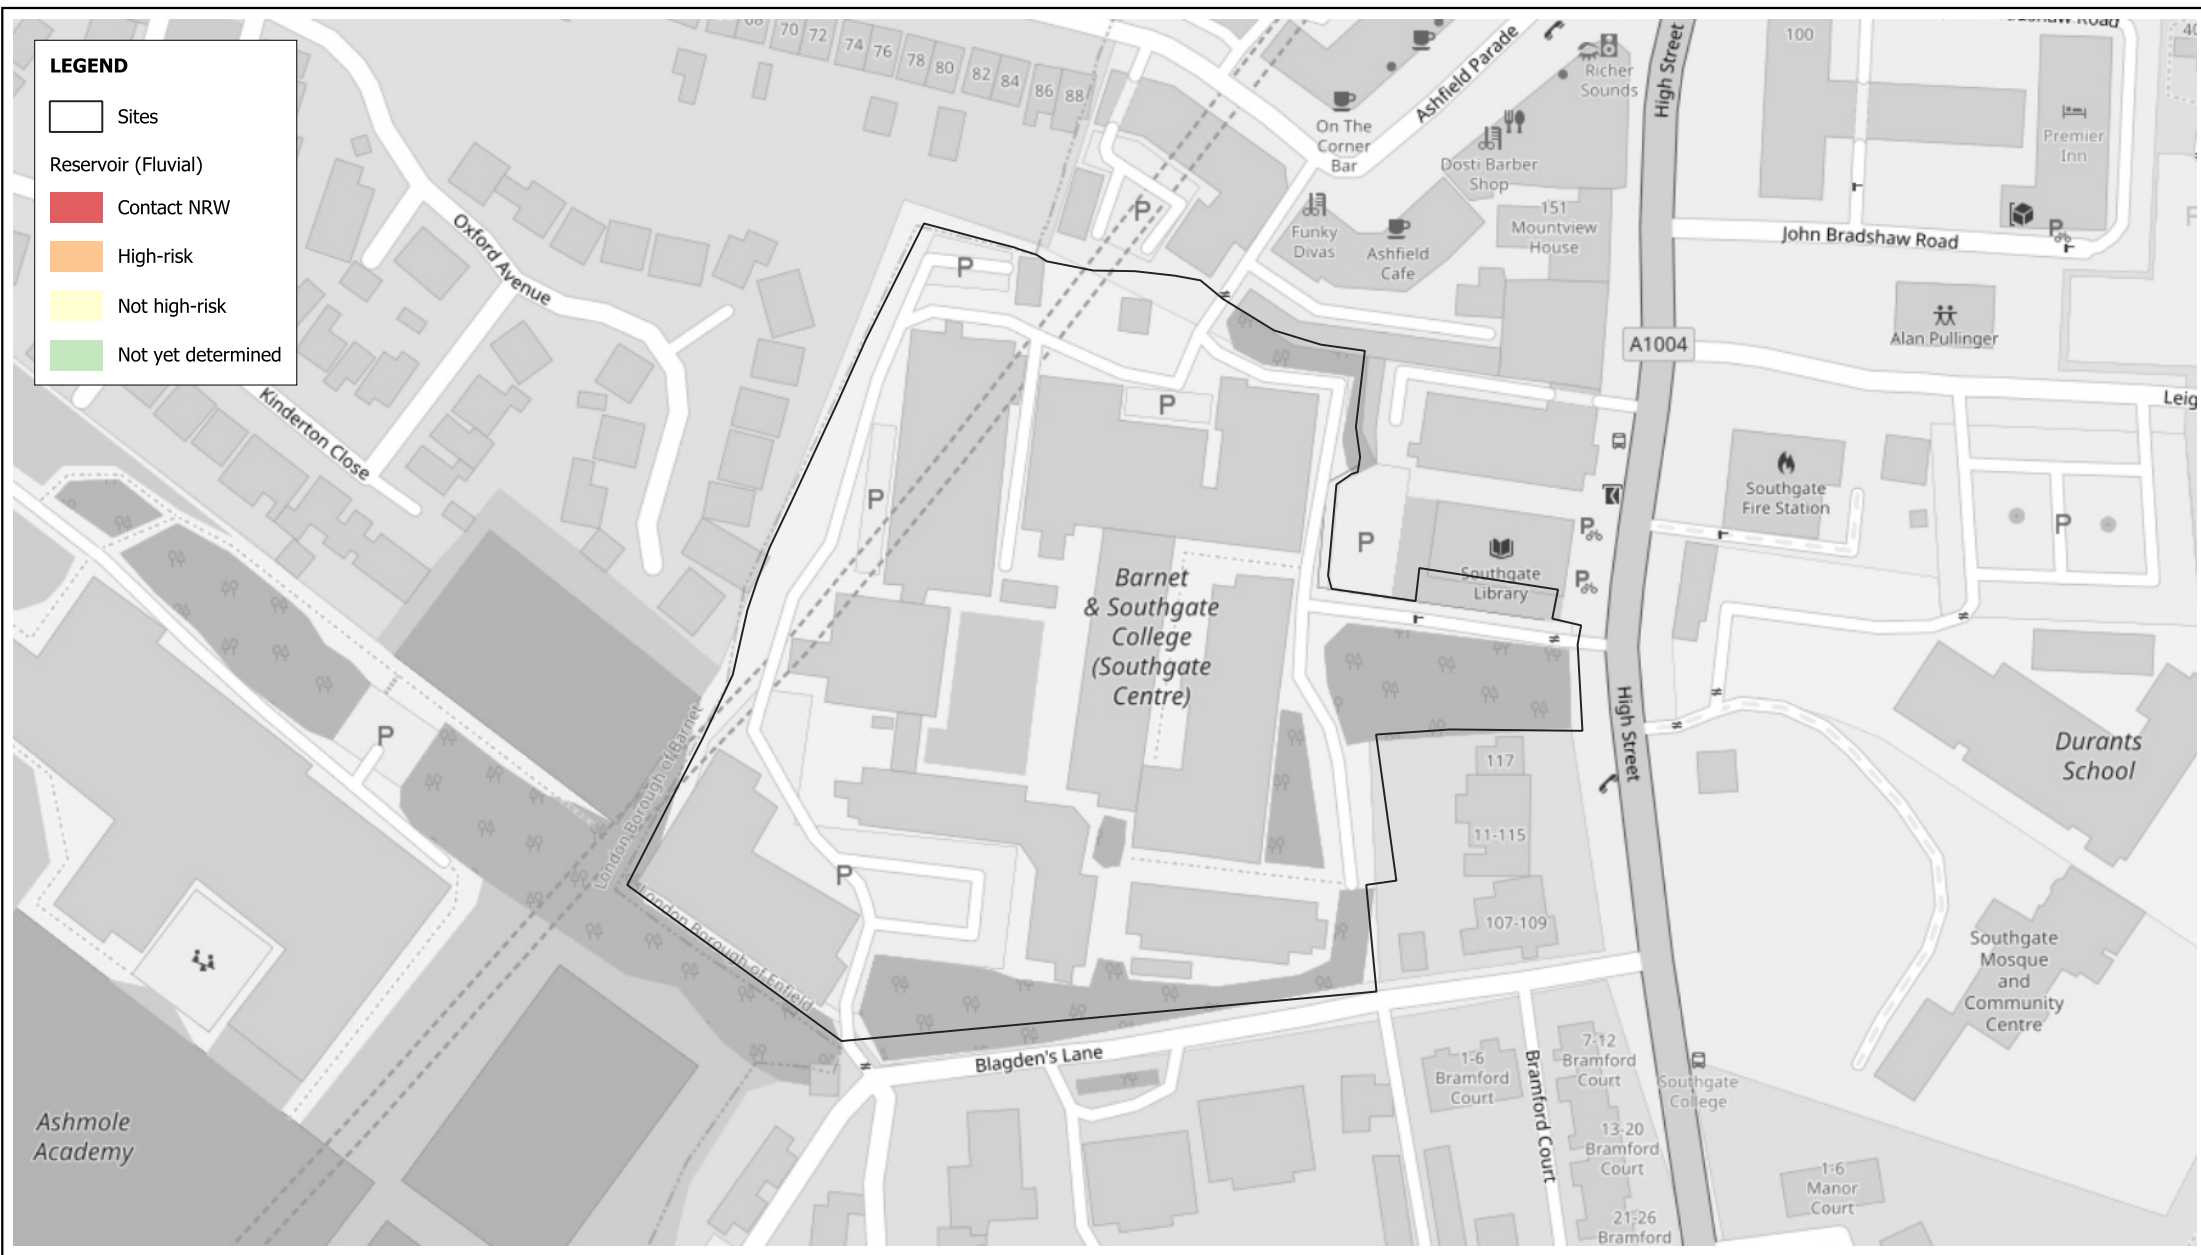 LEGEND
Sites
Reservoir (Fluvial)
Contact NRW
High-risk
Not high-risk
Not yet determined
68
70
72
74
76
78
80
82
84
86
88
Ashfield Parade
High Street
Richer
Sounds
100
Premier
Inn
On The
Corner
Bar
Dosti Barber
Shop
P
Funky
Divas
Ashfield
Cafe
151
Mountview
House
John Bradshaw Road
P
Oxford Avenue
P
A1004
Alan Pullinger
Leig
Kinderton Close
P
P
P
Southgate
Fire Station
P
P
P
Southgate
Library
P
Barnet
& Southgate
College
(Southgate
Centre)
High Street
P
London Borough of Barnet
117
Durants
School
11-115
P
London Borough of Enfield
107-109
Southgate
Mosque
and
Community
Centre
Blagden's Lane
1-6
Bramford
Court
Bramford Court
7-12
Bramford
Court
Southgate
College
Ashmole
Academy
13-20
Bramford
Court
1-6
Manor
Court
21-26
Bramford